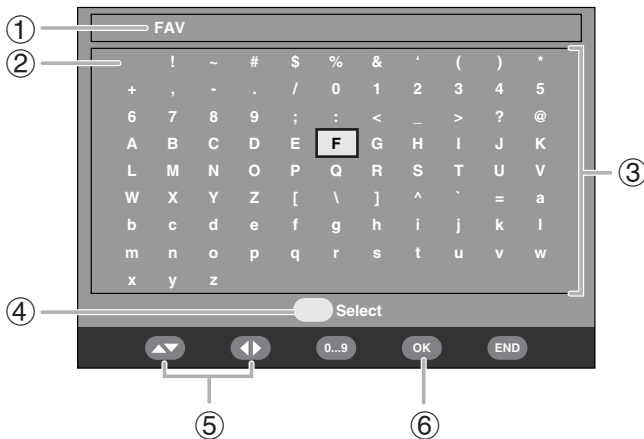 ① FAV
② ! ~ # $ % & ‘ ( ) *
+ , - . / 0 1 2 3 4 5
6 7 8 9 ; : < _ > ? @
A B C D E F G H I J K
L M N O P Q R S T U V
W X Y Z [ \ ] ^ ` = a
b c d e f g h i j k l
m n o p q r s t u v w
x y z
③
④ Select
0...9 OK END
⑤ ⑥